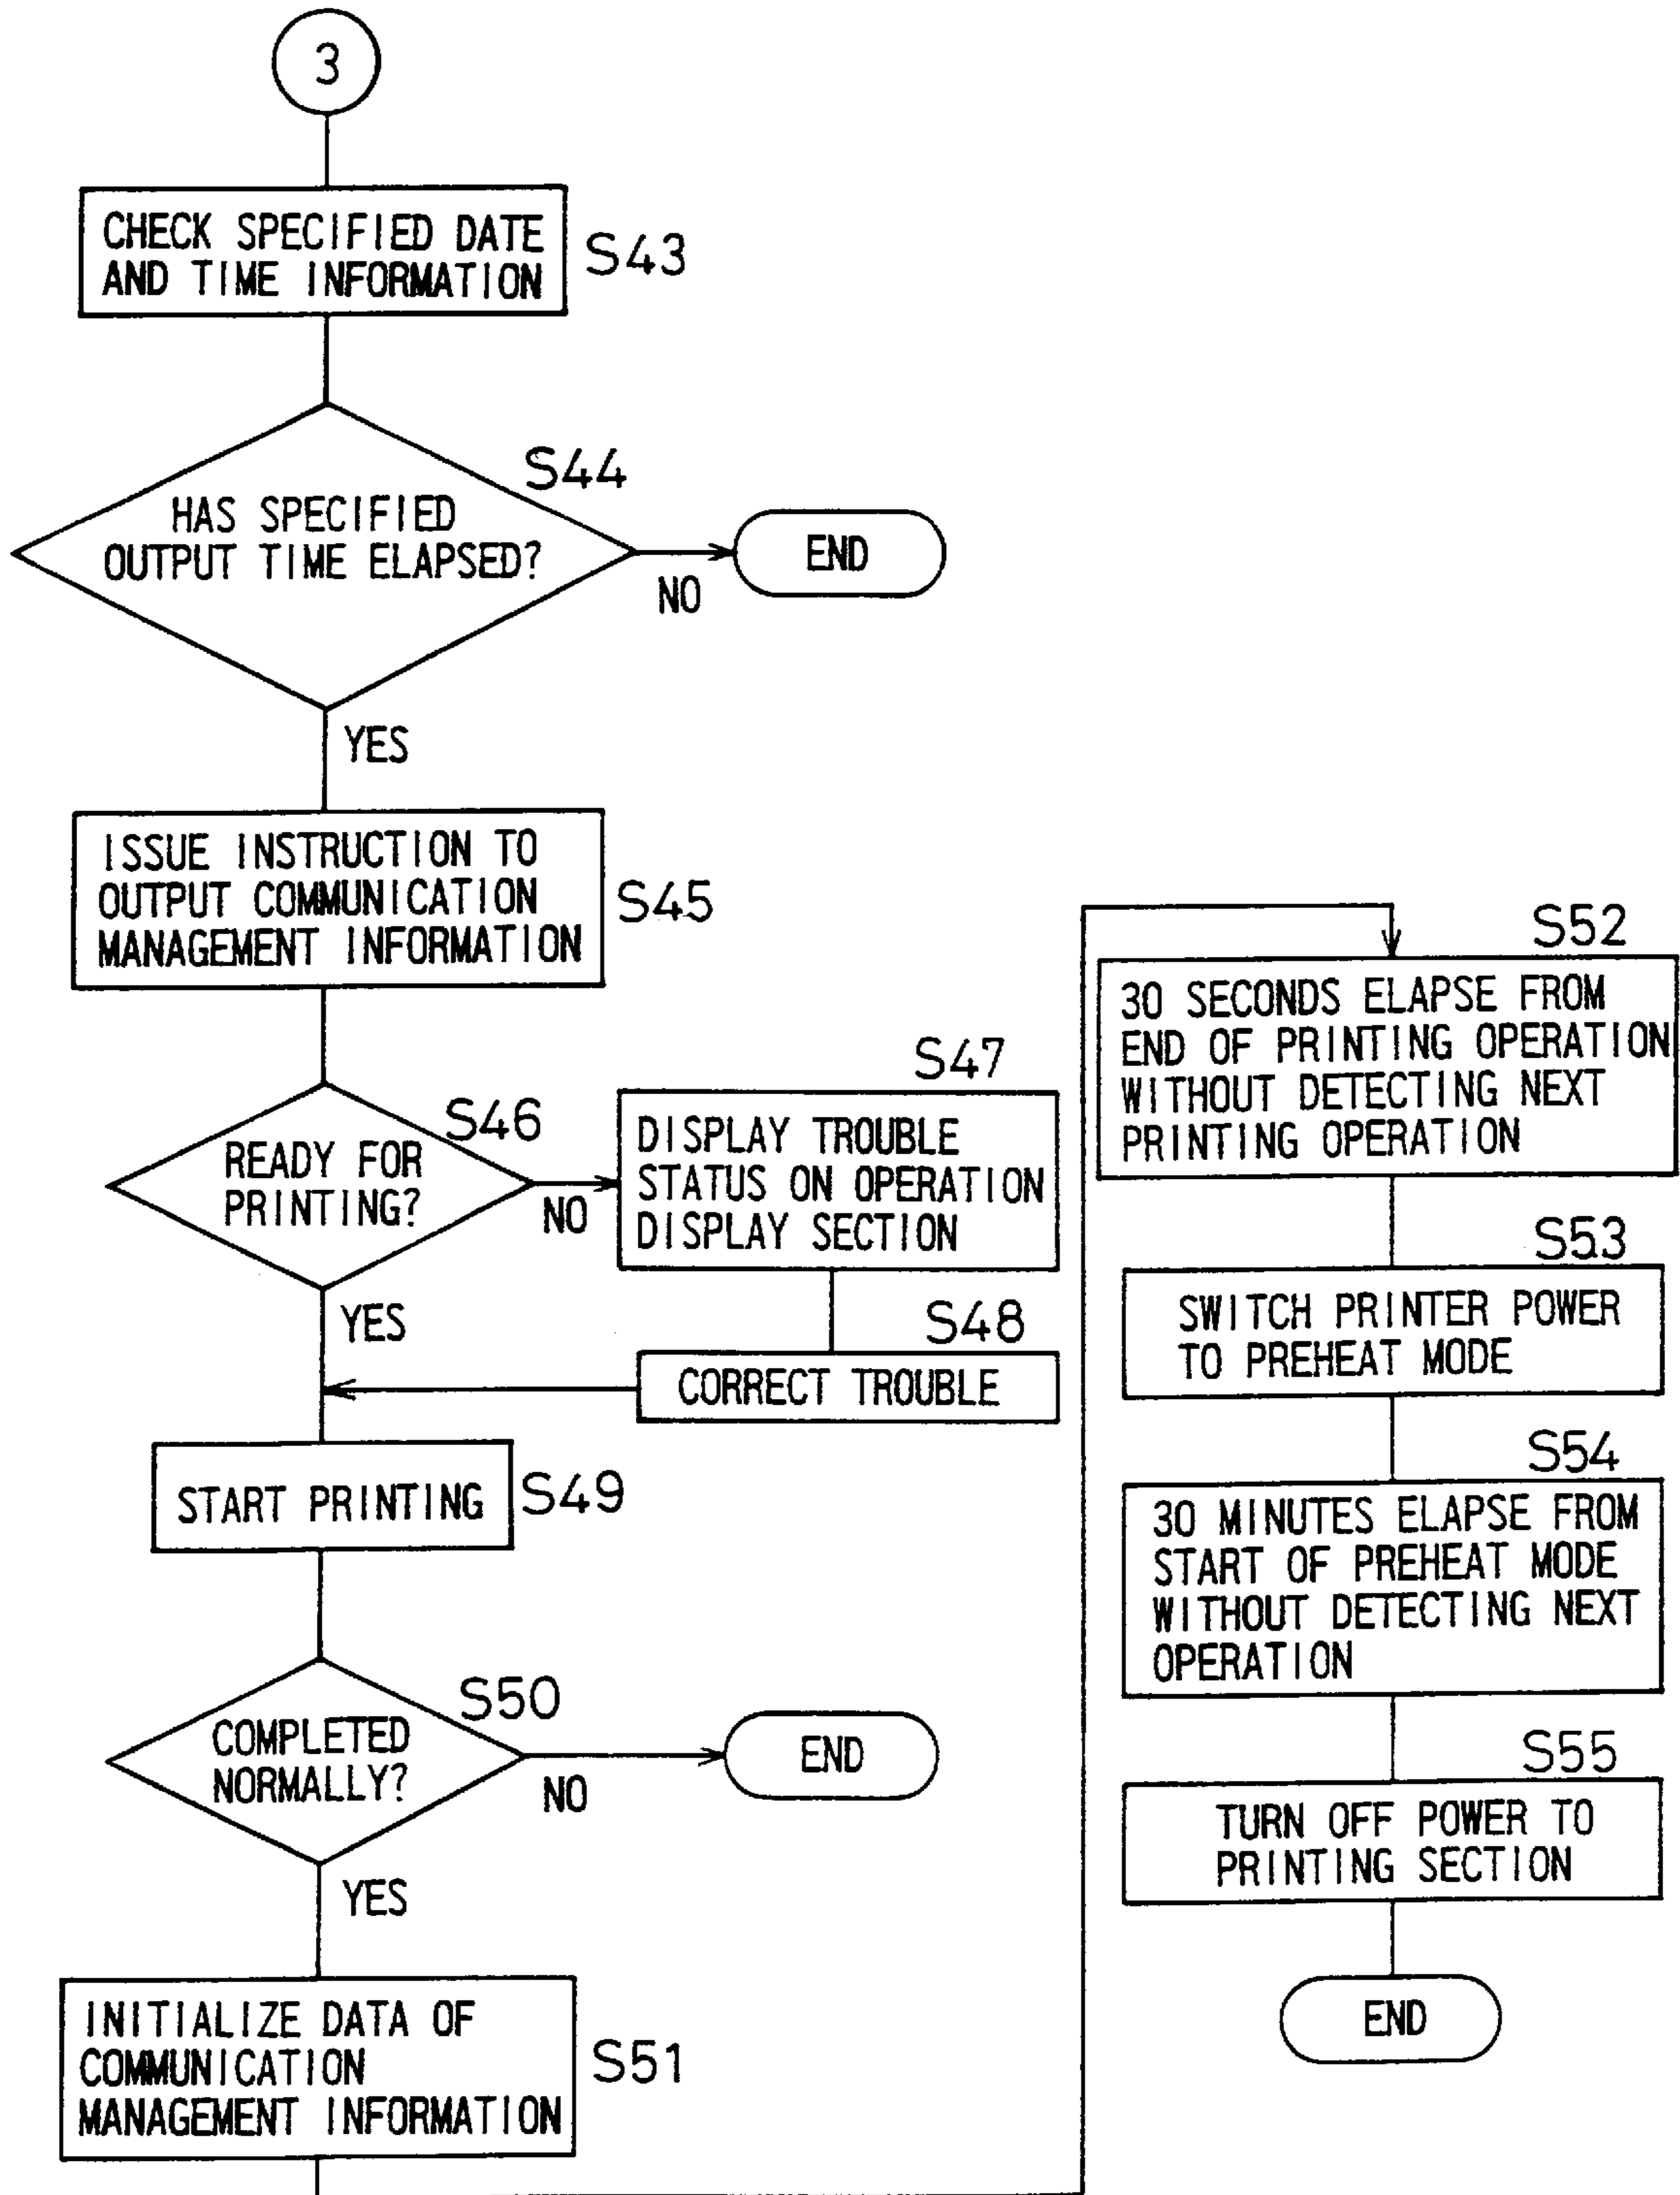 3
CHECK SPECIFIED DATE
AND TIME INFORMATION
S43
S44
HAS SPECIFIED
OUTPUT TIME ELAPSED?
NO
END
YES
ISSUE INSTRUCTION TO
OUTPUT COMMUNICATION
MANAGEMENT INFORMATION
S45
S46
READY FOR
PRINTING?
NO
S47
DISPLAY TROUBLE
STATUS ON OPERATION
DISPLAY SECTION
YES
S48
CORRECT TROUBLE
START PRINTING
S49
S50
COMPLETED
NORMALLY?
NO
END
YES
INITIALIZE DATA OF
COMMUNICATION
MANAGEMENT INFORMATION
S51
S52
30 SECONDS ELAPSE FROM
END OF PRINTING OPERATION
WITHOUT DETECTING NEXT
PRINTING OPERATION
S53
SWITCH PRINTER POWER
TO PREHEAT MODE
S54
30 MINUTES ELAPSE FROM
START OF PREHEAT MODE
WITHOUT DETECTING NEXT
OPERATION
S55
TURN OFF POWER TO
PRINTING SECTION
END